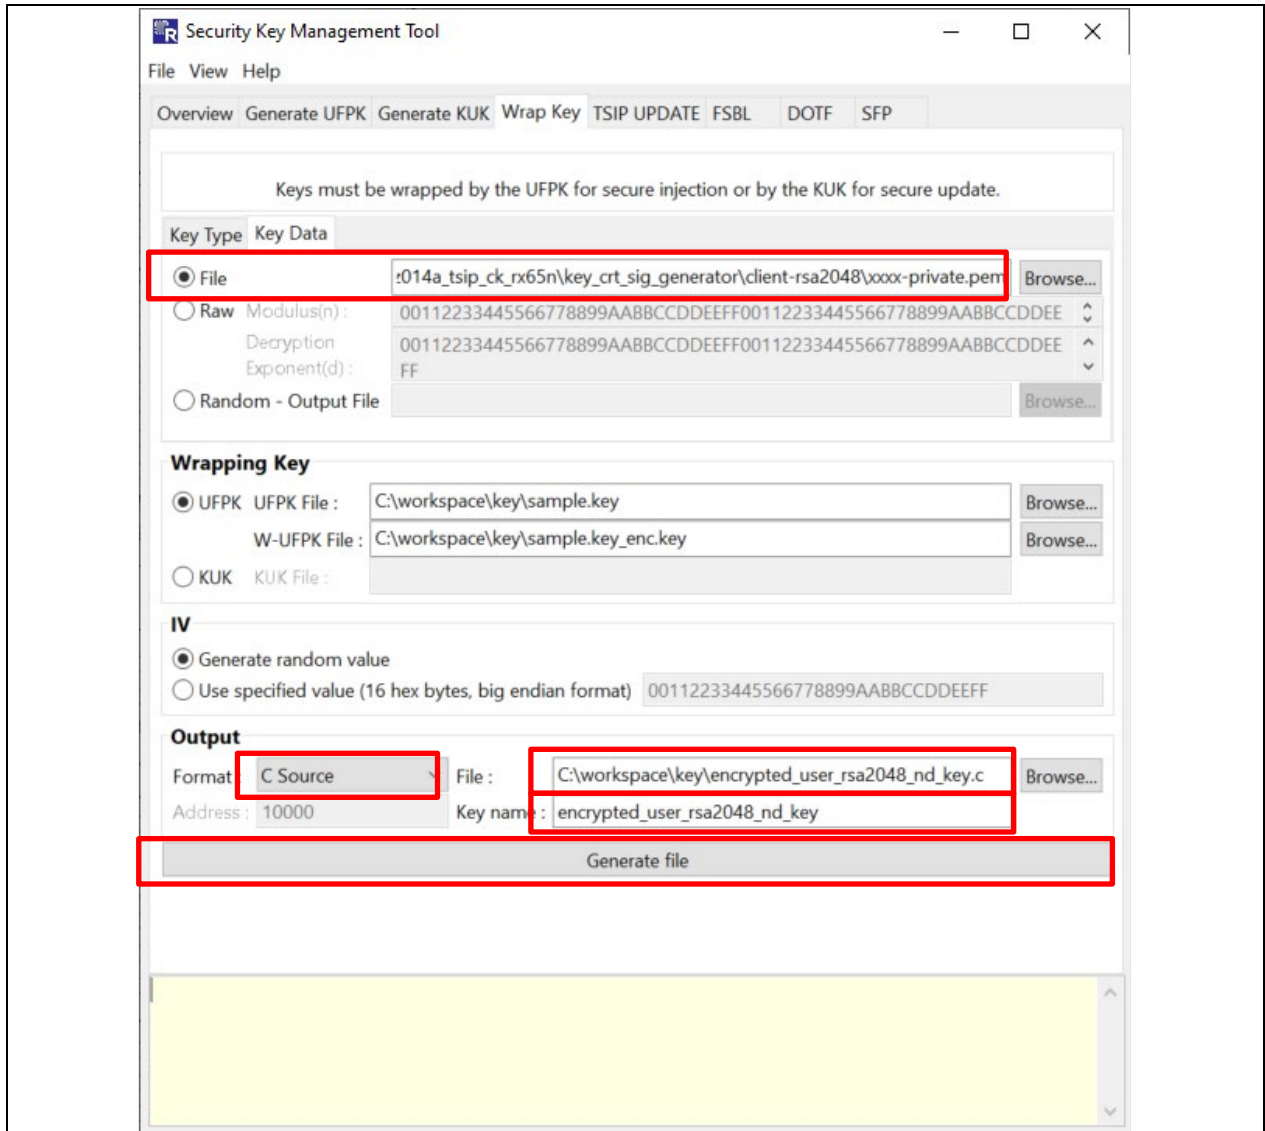 Security Key Management Tool
File View Help
Overview Generate UFPK Generate KUK Wrap Key TSIP UPDATE FSBL DOTF SFP
Keys must be wrapped by the UFPK for secure injection or by the KUK for secure update.
Key Type Key Data
File :014a_tsip_ck_rx65n\key_crt_sig_generator\client-rsa2048\xxxx-private.pem Browse...
Raw Modulus(n) : 00112233445566778899AABBCCDDEEFF00112233445566778899AABBCCDDEE
Decryption Exponent(d) : 00112233445566778899AABBCCDDEEFF00112233445566778899AABBCCDDEE
FF
Random - Output File Browse...
Wrapping Key
UFPK UFPK File : C:\workspace\key\sample.key Browse...
W-UFPK File : C:\workspace\key\sample.key_enc.key Browse...
KUK KUK File :
IV
Generate random value
Use specified value (16 hex bytes, big endian format) 00112233445566778899AABBCCDDEEFF
Output
Format : C Source File : C:\workspace\key\encrypted_user_rsa2048_nd_key.c Browse...
Address : 10000 Key name : encrypted_user_rsa2048_nd_key
Generate file